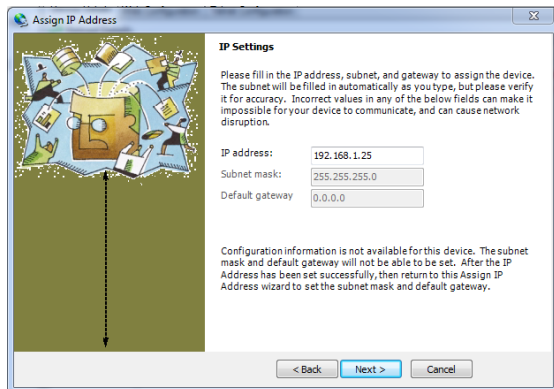 Assign IP Address
IP Settings
Please fill in the IP address, subnet, and gateway to assign the device.
The subnet will be filled in automatically as you type, but please verify
it for accuracy. Incorrect values in any of the below fields can make it
impossible for your device to communicate, and can cause network
disruption.
IP address: 192.168.1.25
Subnet mask: 255.255.255.0
Default gateway 0.0.0.0
Configuration information is not available for this device. The subnet
mask and default gateway will not be able to be set. After the IP
Address has been set successfully, then return to this Assign IP
Address wizard to set the subnet mask and default gateway.
< Back Next > Cancel